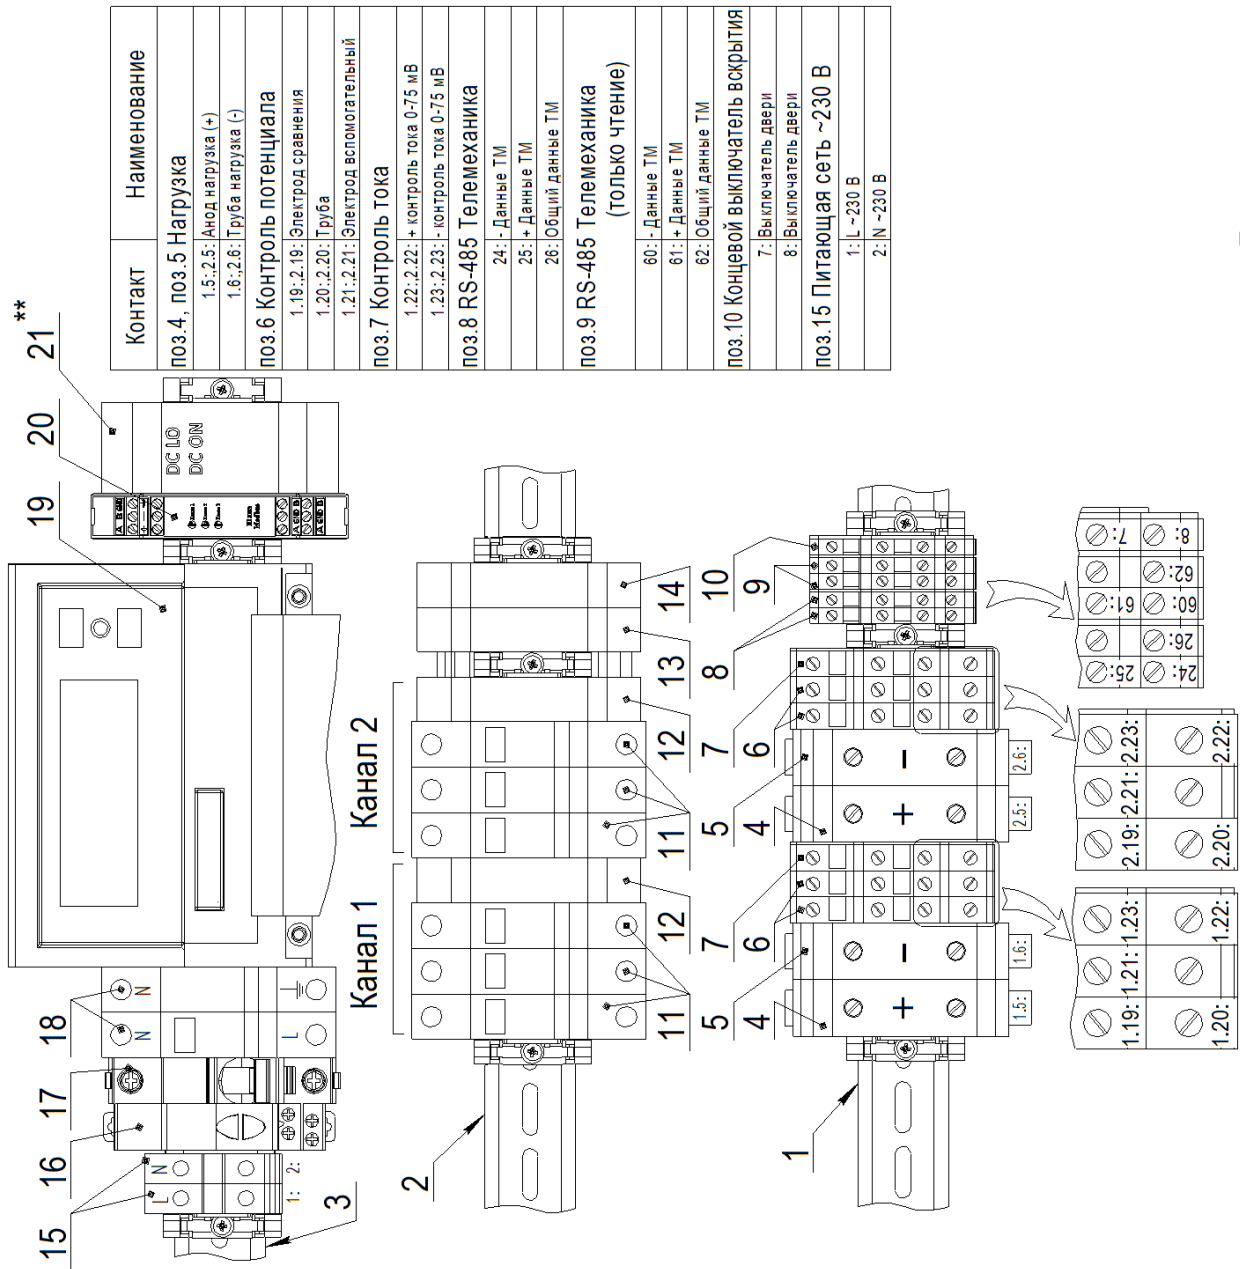 15
16
17
18
19
20
21 **
L
N
1:
2:
N
N
L
A B GND
DC LO
DC ON
3
Контакт
Наименование
поз.4, поз.5 Нагрузка
1.5:,2.5: Анод нагрузка (+)
1.6:,2.6: Труба нагрузка (-)
поз.6 Контроль потенциала
1.19:,2.19: Электрод сравнения
1.20:,2.20: Труба
1.21:,2.21: Электрод вспомогательный
поз.7 Контроль тока
1.22:,2.22: + контроль тока 0-75 мВ
1.23:,2.23: - контроль тока 0-75 мВ
поз.8 RS-485 Телемеханика
24: - Данные ТМ
25: + Данные ТМ
26: Общий данные ТМ
поз.9 RS-485 Телемеханика
(только чтение)
60: - Данные ТМ
61: + Данные ТМ
62: Общий данные ТМ
поз.10 Концевой выключатель вскрытия
7: Выключатель двери
8: Выключатель двери
поз.15 Питающая сеть ~230 В
1: L ~230 В
2: N ~230 В
Канал 1
Канал 2
2
11
12
11
12
13
14
4
5
6
7
4
5
6
7
8
9
10
1
+
-
+
-
1.5:
1.6:
2.5:
2.6:
1.19:
1.21:
1.23:
1.20:
1.22:
2.19:
2.21:
2.23:
2.20:
2.22:
25:
61:
7:
24:
26:
60:
62:
8: